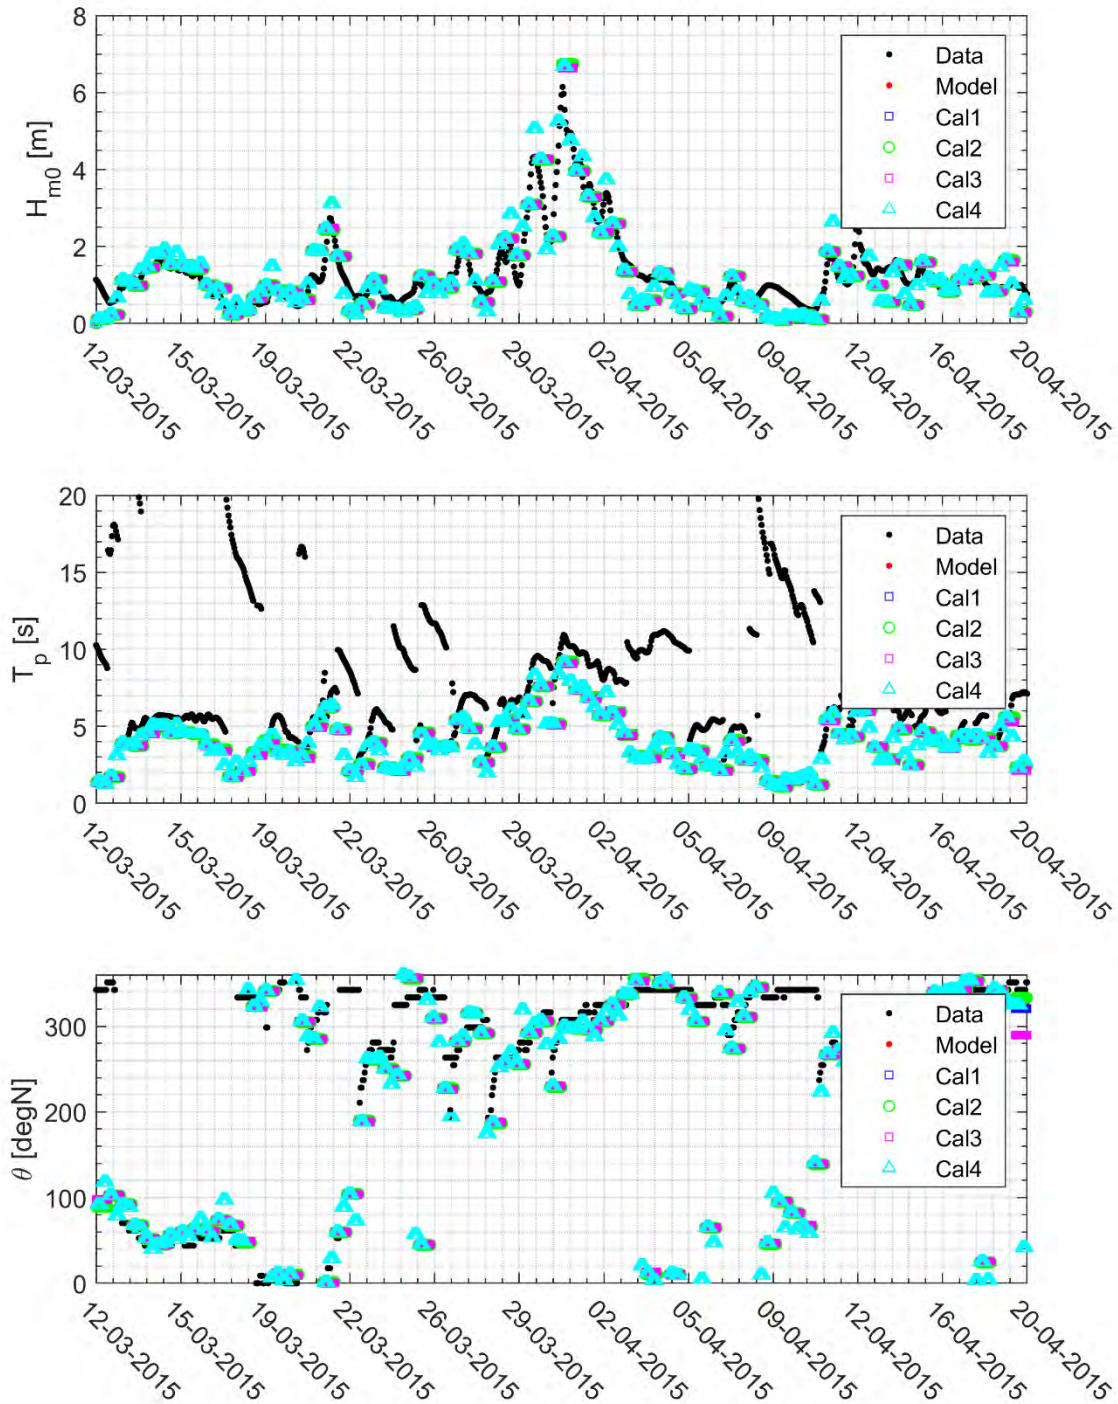 H_m0 [m]
8
6
4
2
0
Data
Model
Cal1
Cal2
Cal3
Cal4
12-03-2015
15-03-2015
19-03-2015
22-03-2015
26-03-2015
29-03-2015
02-04-2015
05-04-2015
09-04-2015
12-04-2015
16-04-2015
20-04-2015
T_p [s]
20
15
10
5
0
Data
Model
Cal1
Cal2
Cal3
Cal4
12-03-2015
15-03-2015
19-03-2015
22-03-2015
26-03-2015
29-03-2015
02-04-2015
05-04-2015
09-04-2015
12-04-2015
16-04-2015
20-04-2015
θ [degN]
300
200
100
0
Data
Model
Cal1
Cal2
Cal3
Cal4
12-03-2015
15-03-2015
19-03-2015
22-03-2015
26-03-2015
29-03-2015
02-04-2015
05-04-2015
09-04-2015
12-04-2015
16-04-2015
20-04-2015